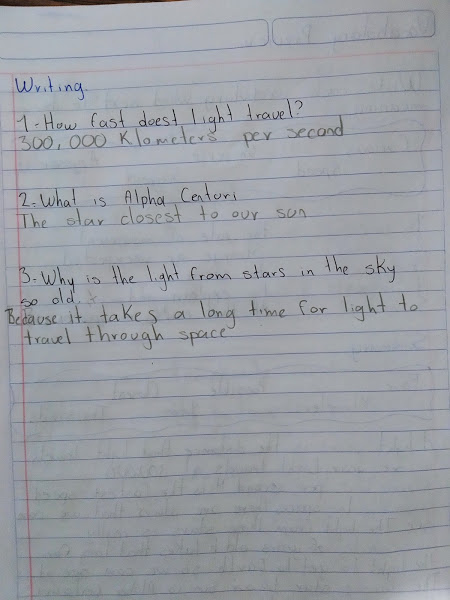 Writing.
1-How fast doest light travel?
300,000 Klometers per second
2-What is Alpha Centuri
The star closest to our sun
3-Why is the light from stars in the sky
so old.
Because it takes a long time for light to
travel through space